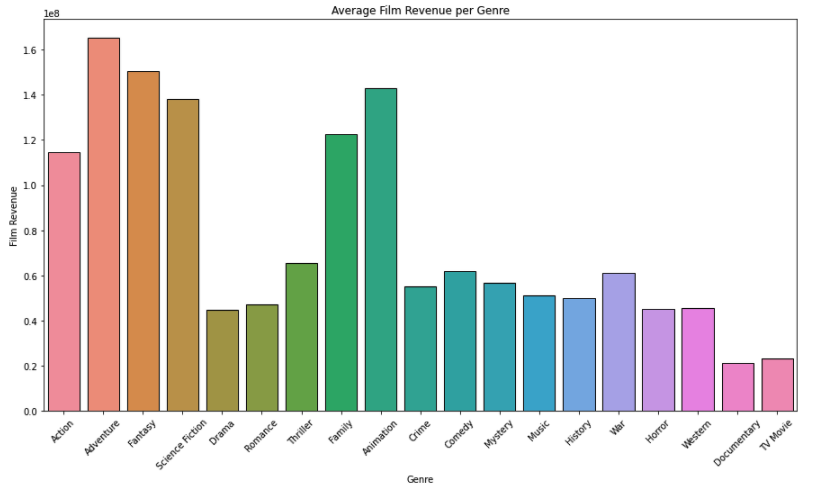 Average Film Revenue per Genre
1e8
1.6
1.4
1.2
1.0
0.8
0.6
0.4
0.2
0.0
Film Revenue
Action
Adventure
Fantasy
Science Fiction
Drama
Romance
Thriller
Family
Animation
Crime
Comedy
Mystery
Music
History
War
Horror
Western
Documentary
TV Movie
Genre